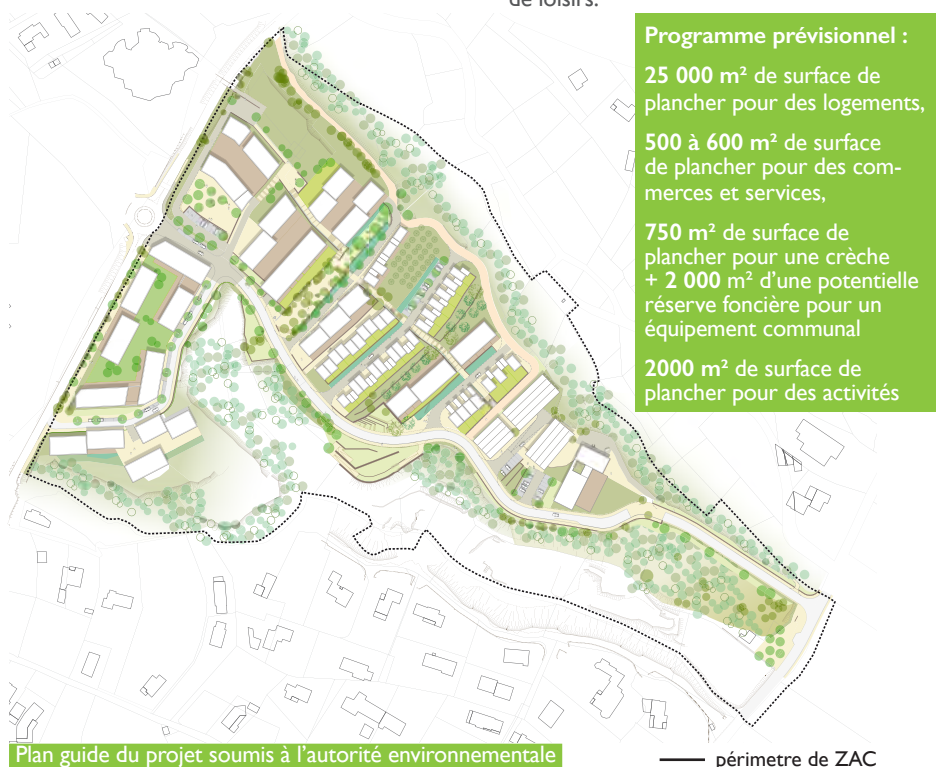 de loisirs.
Programme prévisionnel :
25 000 m² de surface de
plancher pour des logements,
500 à 600 m² de surface
de plancher pour des com-
merces et services,
750 m² de surface de
plancher pour une crèche
+ 2 000 m² d’une potentielle
réserve foncière pour un
équipement communal
2000 m² de surface de
plancher pour des activités
Plan guide du projet soumis à l’autorité environnementale
périmetre de ZAC